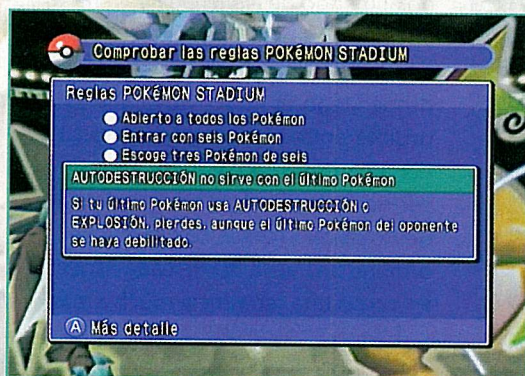 Comprobar las reglas POKéMON STADIUM
Reglas POKéMON STADIUM
Abierto a todos los Pokémon
Entrar con seis Pokémon
Escoge tres Pokémon de seis
AUTODESTRUCCIÓN no sirve con el último Pokémon
Si tu último Pokémon usa AUTODESTRUCCIÓN o
EXPLOSIÓN, pierdes, aunque el último Pokémon del oponente
se haya debilitado.
A Más detalle